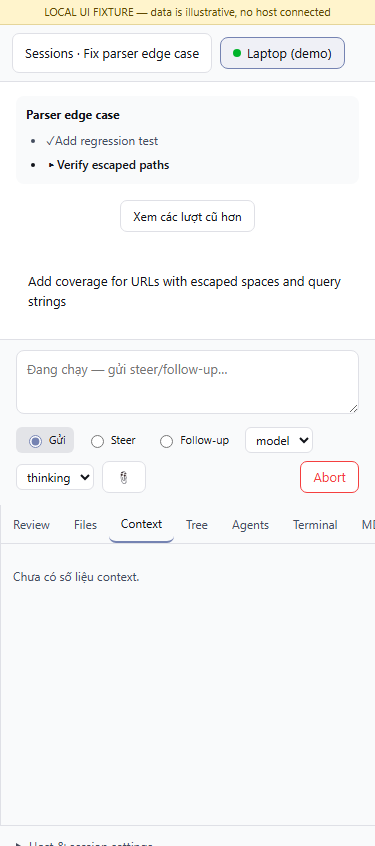 LOCAL UI FIXTURE — data is illustrative, no host connected
Sessions · Fix parser edge case
Laptop (demo)
Parser edge case
✓Add regression test
▸ Verify escaped paths
Xem các lượt cũ hơn
Add coverage for URLs with escaped spaces and query
strings
Đang chạy — gửi steer/follow-up...
Gửi
Steer
Follow-up
model
thinking
Abort
Review
Files
Context
Tree
Agents
Terminal
Chưa có số liệu context.
Host & session settings